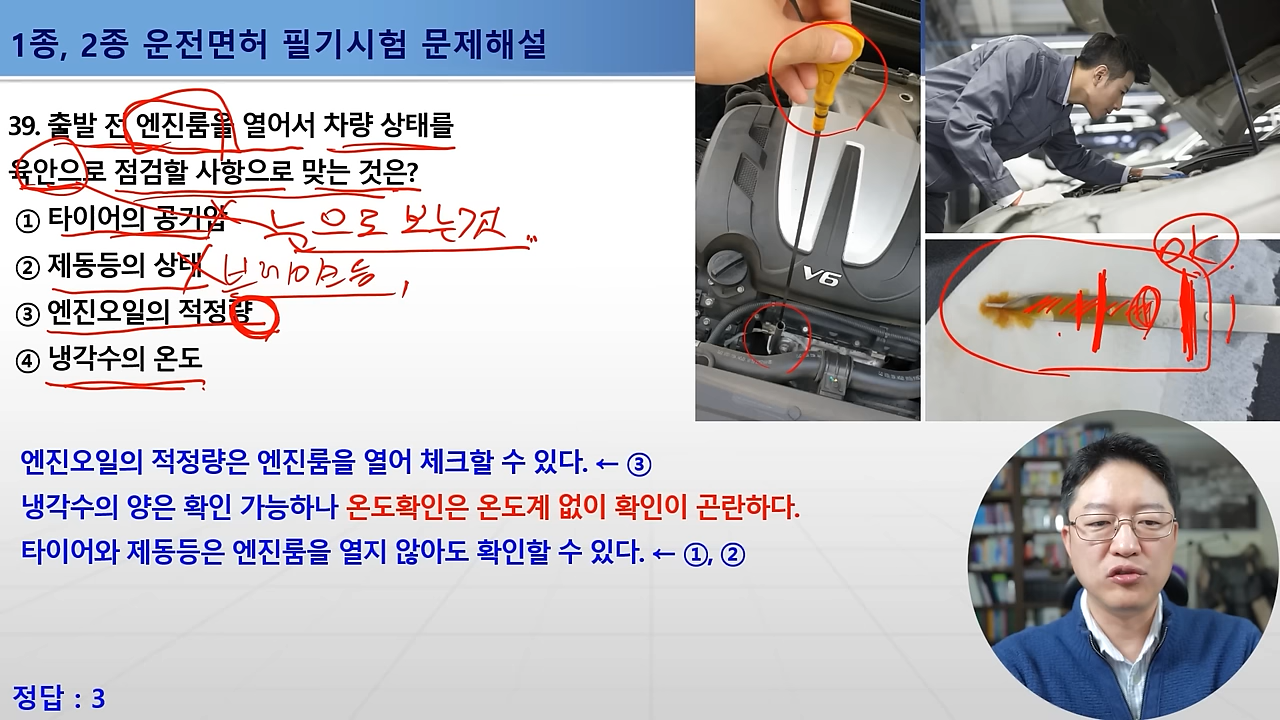 1종, 2종 운전면허 필기시험 문제해설
39. 출발 전 엔진룸을 열어서 차량 상태를
육안으로 점검할 사항으로 맞는 것은?
① 타이어의 공기압
눈으로 보는것
② 제동등의 상태
브레이크등
③ 엔진오일의 적정량
④ 냉각수의 온도
V6
OK
엔진오일의 적정량은 엔진룸을 열어 체크할 수 있다. ← ③
냉각수의 양은 확인 가능하나 온도확인은 온도계 없이 확인이 곤란하다.
타이어와 제동등은 엔진룸을 열지 않아도 확인할 수 있다. ← ①, ②
정답 : 3